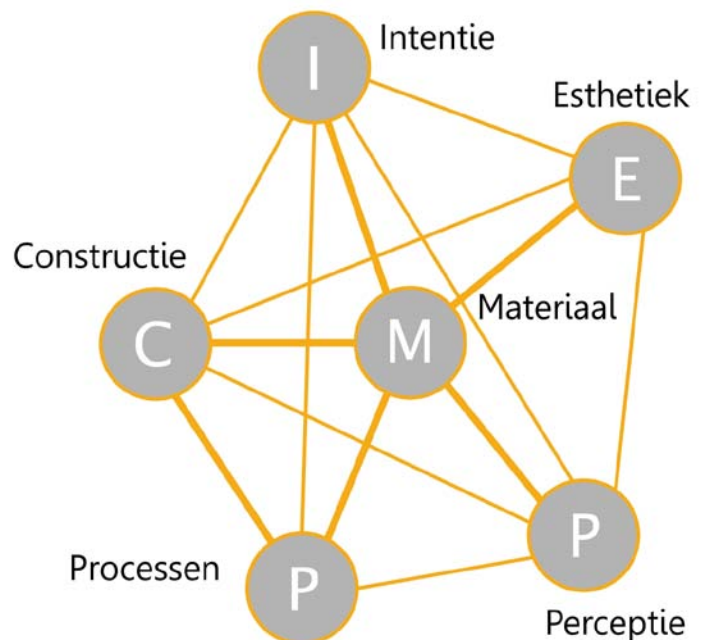 I
Intentie
Esthetiek
E
Constructie
C
M
Materiaal
Processen
P
P
Perceptie